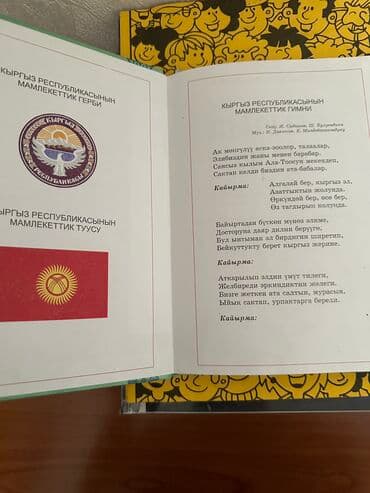 КЫРГЫЗ РЕСПУБЛИКАСЫНЫН
МАМЛЕКЕТТИК ГЕРБИ
КЫРГЫЗ
РЕСПУБЛИКАСЫ
КЫРГЫЗ РЕСПУБЛИКАСЫНЫН
МАМЛЕКЕТТИК ТУУСУ
КЫРГЫЗ РЕСПУБЛИКАСЫНЫН
МАМЛЕКЕТТИК ГИМНИ
Ак мөңгүлүү аска-зоолор, талаалар,
Элибиздин жаны менен барабар.
Сансыз кылым Ала-Тоосун мекендеп,
Сактап келди биздин ата-бабалар.
Кайырма:
Алгалай бер, кыргыз эл,
Азаттыктын жолунда.
Өркүндөй бер, өсө бер,
Өз тагдырың колуңда.
Байыртадан бүткөн мүнөз элиме,
Досторуна даяр дилин берүүгө.
Бул ынтымак эл бирдигин ширетип,
Бейкуттукту берет кыргыз жерине.
Кайырма:
Аткарылып элдин үмүт тилеги,
Желбиреди эркиндиктин желеги.
Бизге жеткен ата салтын, мурасын,
Ыйык сактап, урпактарга берели.
Кайырма: